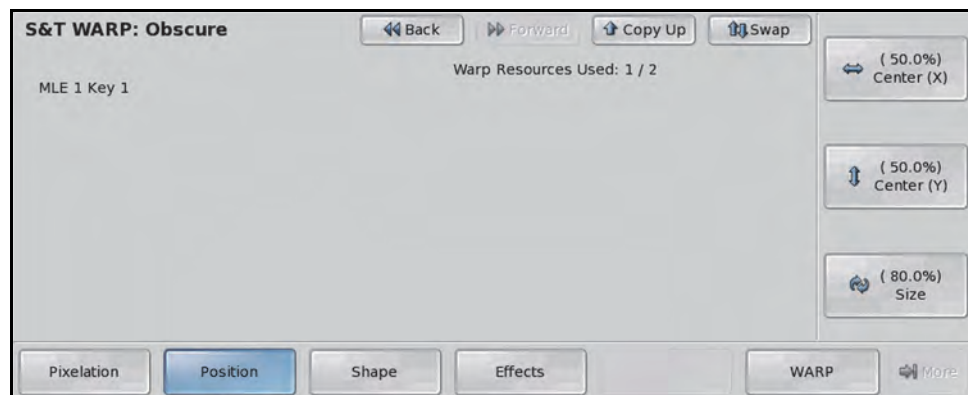 S&T WARP: Obscure
Back
Forward
Copy Up
Swap
Warp Resources Used: 1 / 2
MLE 1 Key 1
( 50.0%)
Center (X)
( 50.0%)
Center (Y)
( 80.0%)
Size
Pixelation
Position
Shape
Effects
WARP
More